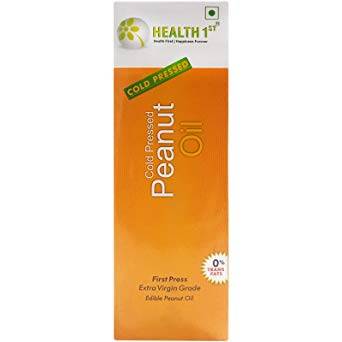 HEALTH 1ST
Health First | Happiness Forever
COLD PRESSED
Cold Pressed
Peanut
Oil
0%
TRANS
FATS
First Press
Extra Virgin Grade
Edible Peanut Oil